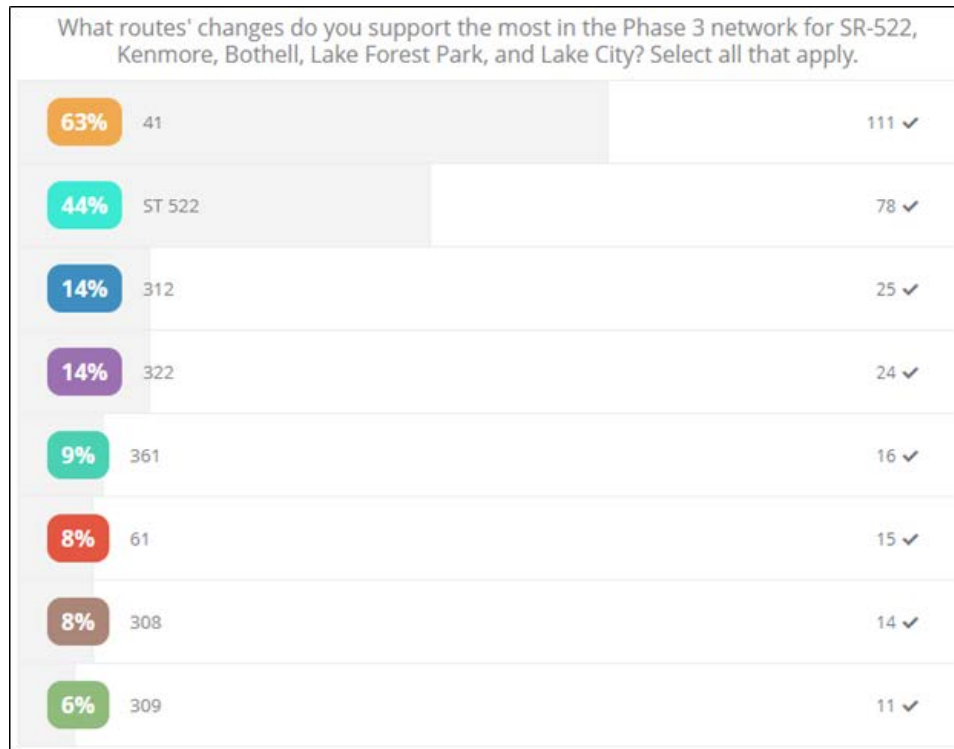 What routes' changes do you support the most in the Phase 3 network for SR-522,
Kenmore, Bothell, Lake Forest Park, and Lake City? Select all that apply.
63% 41 111 ✔
44% ST 522 78 ✔
14% 312 25 ✔
14% 322 24 ✔
9% 361 16 ✔
8% 61 15 ✔
8% 308 14 ✔
6% 309 11 ✔